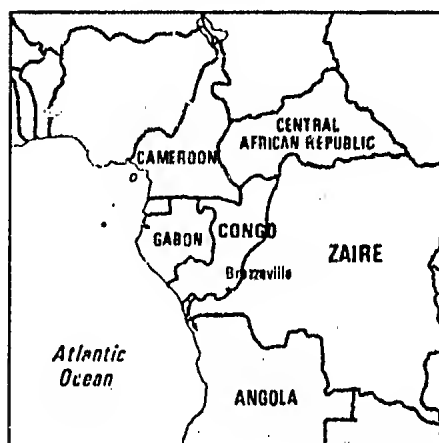 CENTRAL
AFRICAN REPUBLIC
CAMEROON
GABON
CONGO
ZAIRE
Brazzaville
Atlantic
Ocean
ANGOLA